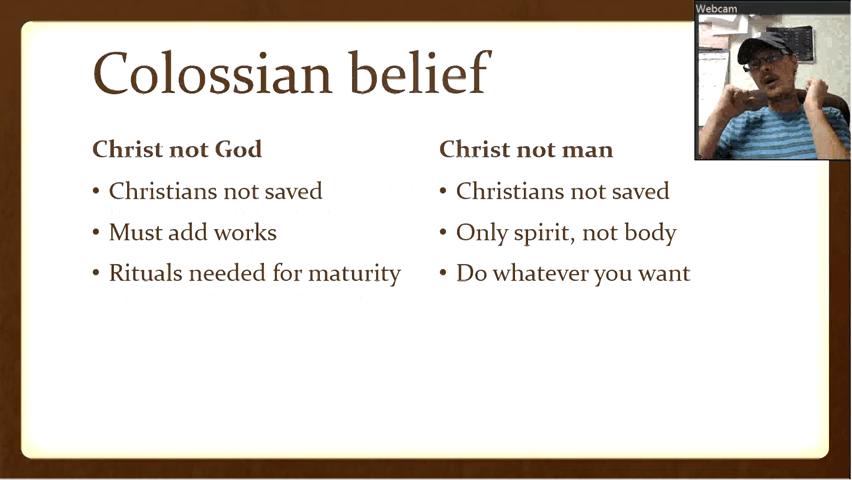 Webcam
Colossian belief
Christ not God
• Christians not saved
• Must add works
• Rituals needed for maturity
Christ not man
• Christians not saved
• Only spirit, not body
• Do whatever you want